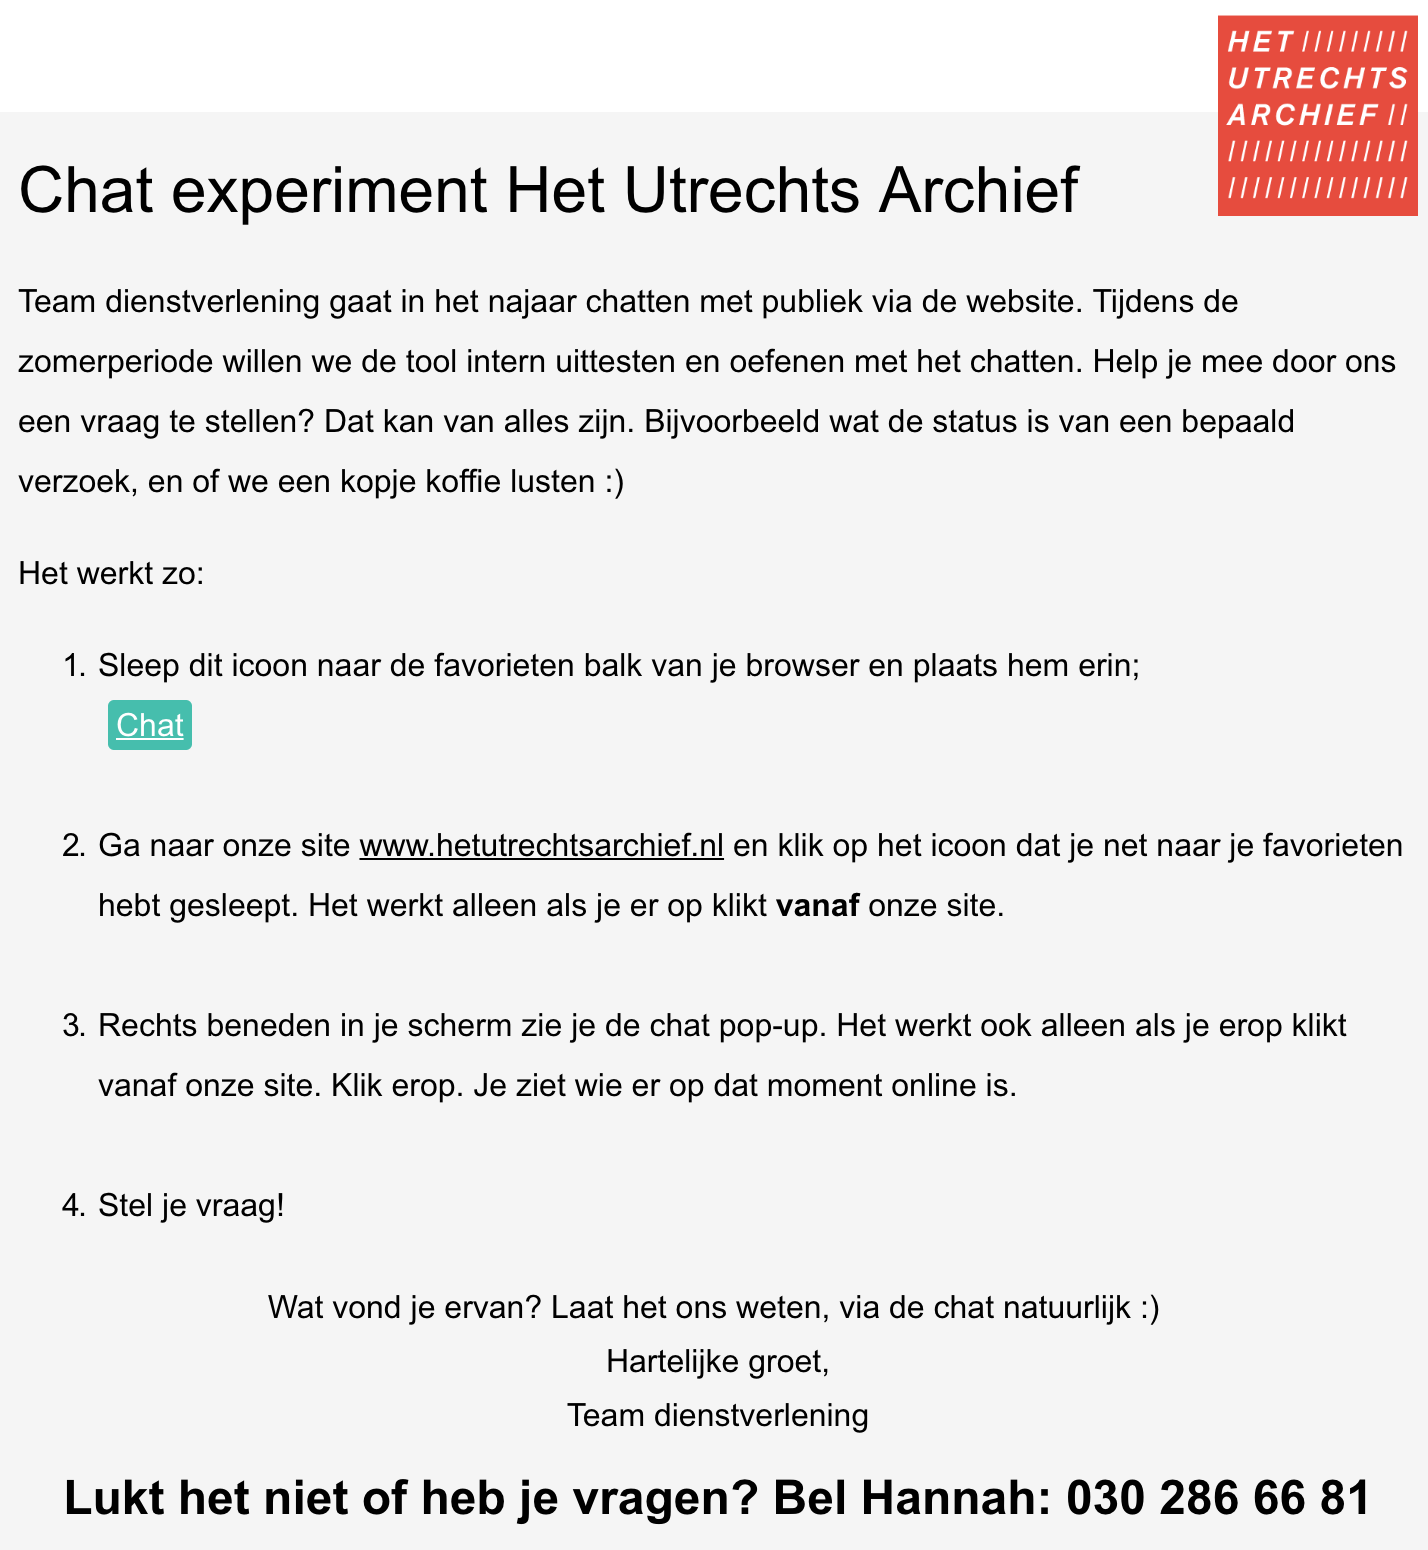 HET
UTRECHTS
ARCHIEF
Chat experiment Het Utrechts Archief
Team dienstverlening gaat in het najaar chatten met publiek via de website. Tijdens de
zomerperiode willen we de tool intern uittesten en oefenen met het chatten. Help je mee door ons
een vraag te stellen? Dat kan van alles zijn. Bijvoorbeeld wat de status is van een bepaald
verzoek, en of we een kopje koffie lusten :)
Het werkt zo:
1. Sleep dit icoon naar de favorieten balk van je browser en plaats hem erin;
Chat
2. Ga naar onze site www.hetutrechtsarchief.nl en klik op het icoon dat je net naar je favorieten
hebt gesleept. Het werkt alleen als je er op klikt vanaf onze site.
3. Rechts beneden in je scherm zie je de chat pop-up. Het werkt ook alleen als je erop klikt
vanaf onze site. Klik erop. Je ziet wie er op dat moment online is.
4. Stel je vraag!
Wat vond je ervan? Laat het ons weten, via de chat natuurlijk :)
Hartelijke groet,
Team dienstverlening
Lukt het niet of heb je vragen? Bel Hannah: 030 286 66 81